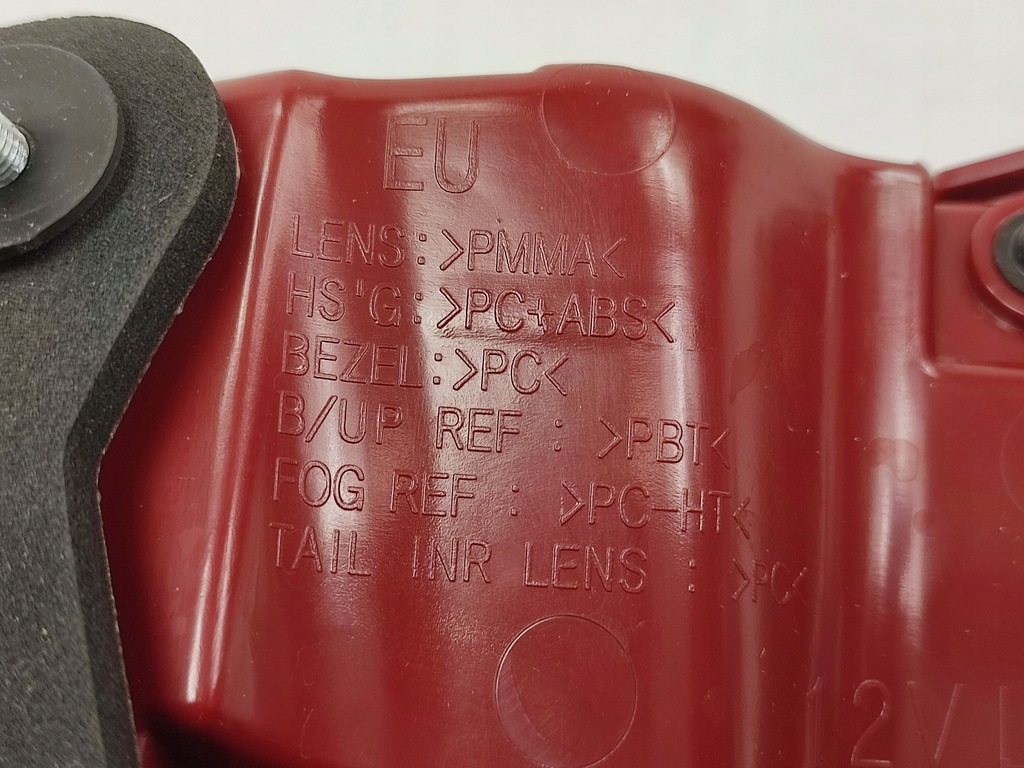 EU
LENS: >PMMA<
HS'G: >PC+ABS<
BEZEL: >PC<
B/UP REF : >PBT<
FOG REF : >PC-HT<
TAIL INR LENS : >PC<
12V